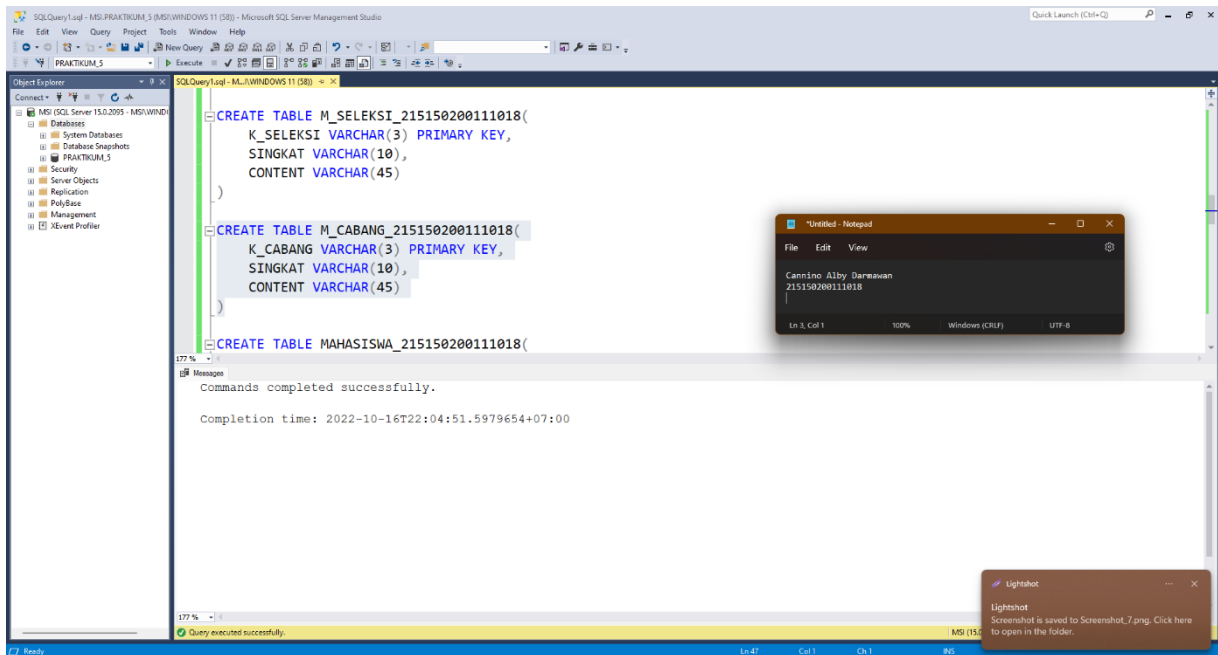 SQLQuery1.sql - MSI.PRAKTIKUM_5 (MSI\WINDOWS 11 (58)) - Microsoft SQL Server Management Studio
Quick Launch (Ctrl+Q)
File Edit View Query Project Tools Window Help
New Query
PRAKTIKUM_5
Execute
Object Explorer
SQLQuery1.sql - M...I\WINDOWS 11 (58))
Connect
MSI (SQL Server 15.0.2095 - MSI\WIND
Databases
System Databases
Database Snapshots
PRAKTIKUM_5
Security
Server Objects
Replication
PolyBase
Management
XEvent Profiler
CREATE TABLE M_SELEKSI_215150200111018(
K_SELEKSI VARCHAR(3) PRIMARY KEY,
SINGKAT VARCHAR(10),
CONTENT VARCHAR(45)
)
CREATE TABLE M_CABANG_215150200111018(
K_CABANG VARCHAR(3) PRIMARY KEY,
SINGKAT VARCHAR(10),
CONTENT VARCHAR(45)
)
CREATE TABLE MAHASISWA_215150200111018(
177 %
*Untitled - Notepad
File Edit View
Cannino Alby Darmawan
215150200111018
Ln 3, Col 1 100% Windows (CRLF) UTF-8
Messages
Commands completed successfully.
Completion time: 2022-10-16T22:04:51.5979654+07:00
177 %
Query executed successfully.
MSI (15.0
Lightshot
Lightshot
Screenshot is saved to Screenshot_7.png. Click here
to open in the folder.
Ready
Ln 47 Col 1 Ch 1 INS